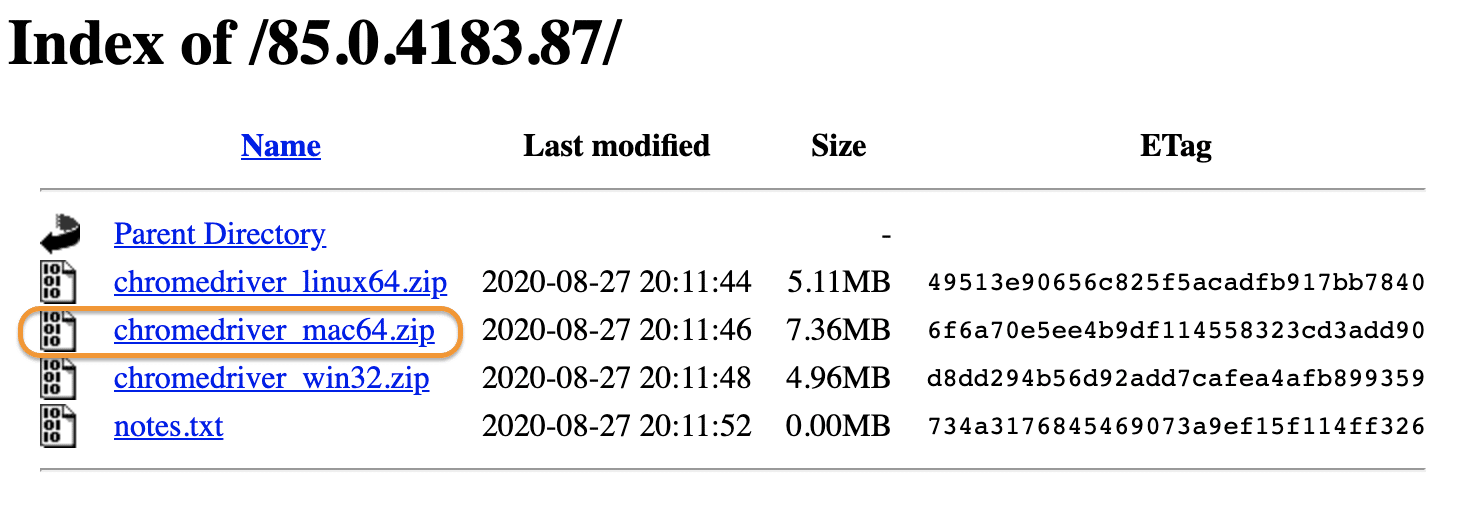 Index of /85.0.4183.87/
Name Last modified Size ETag
Parent Directory -
chromedriver_linux64.zip 2020-08-27 20:11:44 5.11MB 49513e90656c825f5acadfb917bb7840
chromedriver_mac64.zip 2020-08-27 20:11:46 7.36MB 6f6a70e5ee4b9df114558323cd3add90
chromedriver_win32.zip 2020-08-27 20:11:48 4.96MB d8dd294b56d92add7cafea4afb899359
notes.txt 2020-08-27 20:11:52 0.00MB 734a3176845469073a9ef15f114ff326